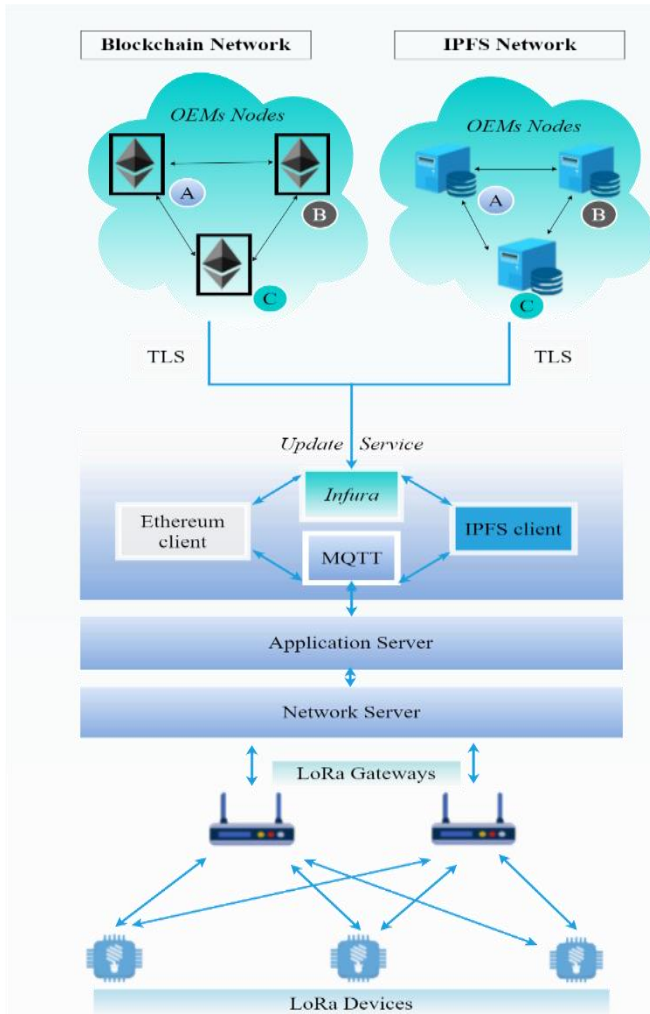 Blockchain Network
IPFS Network
OEMs Nodes
OEMs Nodes
A
B
C
A
B
C
TLS
TLS
Update Service
Infura
Ethereum
client
IPFS client
MQTT
Application Server
Network Server
LoRa Gateways
LoRa Devices